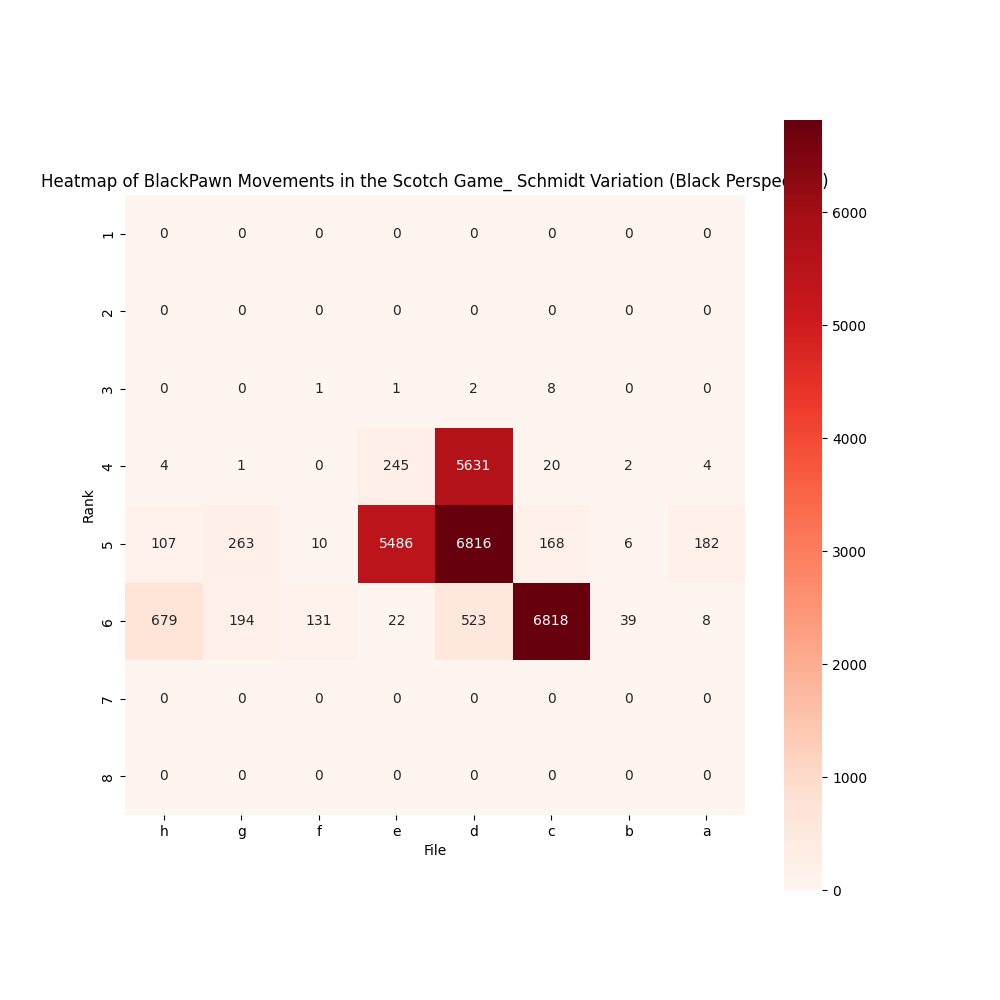 Heatmap of BlackPawn Movements in the Scotch Game_ Schmidt Variation (Black Perspe )
1 0 0 0 0 0 0 0 0
2 0 0 0 0 0 0 0 0
3 0 0 1 1 2 8 0 0
4 4 1 0 245 5631 20 2 4
5 107 263 10 5486 6816 168 6 182
6 679 194 131 22 523 6818 39 8
7 0 0 0 0 0 0 0 0
8 0 0 0 0 0 0 0 0
Rank
h g f e d c b a
File
6000
5000
4000
3000
2000
1000
0